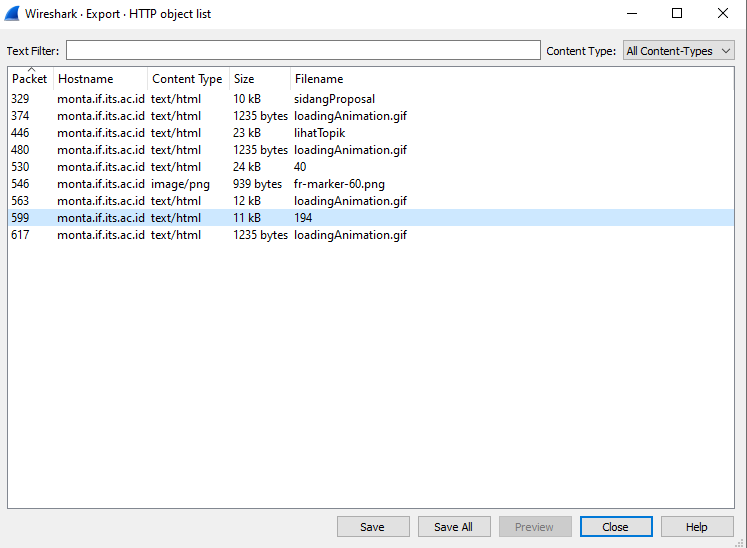 Wireshark · Export · HTTP object list
Text Filter: Content Type: All Content-Types
Packet Hostname Content Type Size Filename
329 monta.if.its.ac.id text/html 10 kB sidangProposal
374 monta.if.its.ac.id text/html 1235 bytes loadingAnimation.gif
446 monta.if.its.ac.id text/html 23 kB lihatTopik
480 monta.if.its.ac.id text/html 1235 bytes loadingAnimation.gif
530 monta.if.its.ac.id text/html 24 kB 40
546 monta.if.its.ac.id image/png 939 bytes fr-marker-60.png
563 monta.if.its.ac.id text/html 12 kB loadingAnimation.gif
599 monta.if.its.ac.id text/html 11 kB 194
617 monta.if.its.ac.id text/html 1235 bytes loadingAnimation.gif
Save Save All Preview Close Help